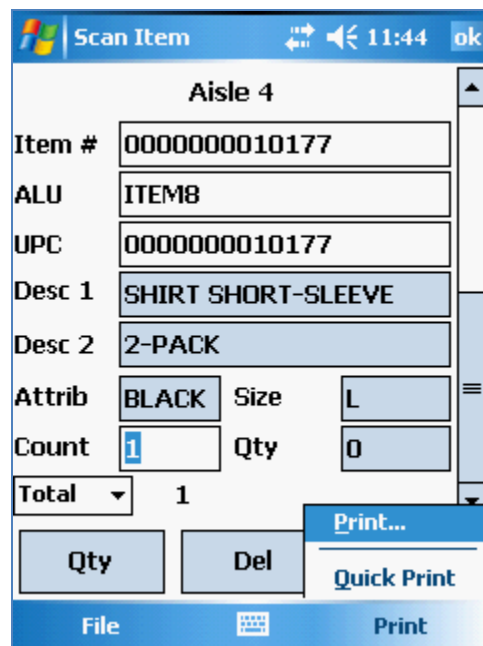 Scan Item 11:44 ok
Aisle 4
Item # 0000000010177
ALU ITEM8
UPC 0000000010177
Desc 1 SHIRT SHORT-SLEEVE
Desc 2 2-PACK
Attrib BLACK Size L
Count 1 Qty 0
Total 1
Print...
Qty Del Quick Print
File Print